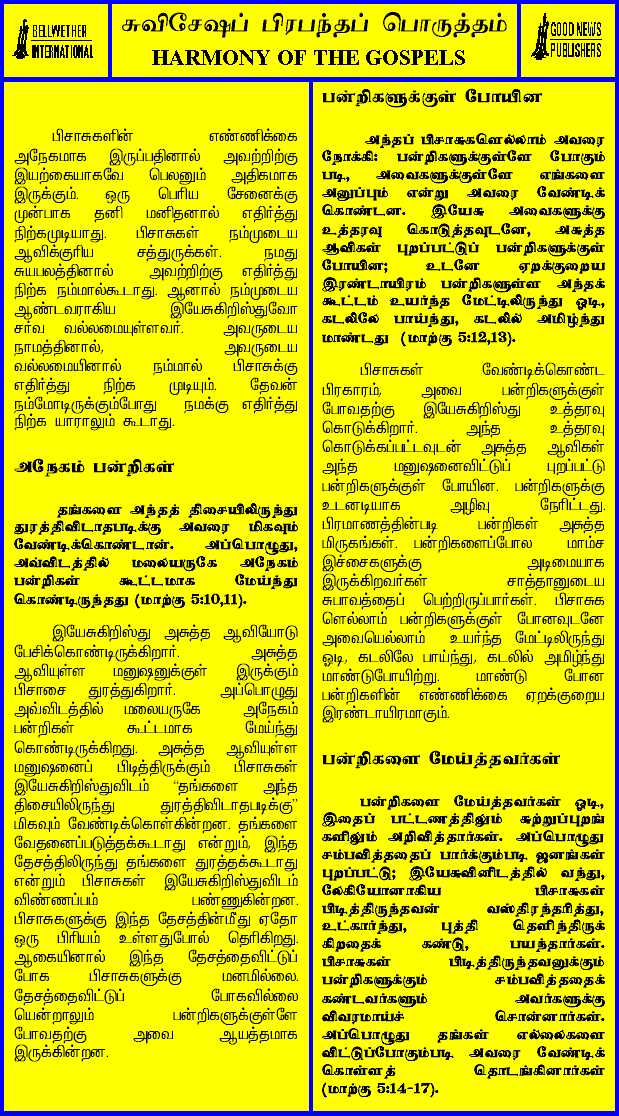 BELLWETHER
INTERNATIONAL
சுவிசேஷப் பிரபந்தப் பொருத்தம்
HARMONY OF THE GOSPELS
GOOD NEWS
PUBLISHERS
பிசாசுகளின் எண்ணிக்கை
அநேகமாக இருப்பதினால் அவற்றிற்கு
இயற்கையாகவே பெலனும் அதிகமாக
இருக்கும். ஒரு பெரிய சேனைக்கு
முன்பாக தனி மனிதனால் எதிர்த்து
நிற்கமுடியாது. பிசாசுகள் நம்முடைய
ஆவிக்குரிய சத்துருக்கள். நமது
சுயபலத்தினால் அவற்றிற்கு எதிர்த்து
நிற்க நம்மால்கூடாது. ஆனால் நம்முடைய
ஆண்டவராகிய இயேசுகிறிஸ்துவோ
சர்வ வல்லமையுள்ளவர். அவருடைய
நாமத்தினால், அவருடைய
வல்லமையினால் நம்மால் பிசாசுக்கு
எதிர்த்து நிற்க முடியும். தேவன்
நம்மோடிருக்கும்போது நமக்கு எதிர்த்து
நிற்க யாராலும் கூடாது.
அநேகம் பன்றிகள்
தங்களை அந்தத் திசையிலிருந்து
துரத்திவிடாதபடிக்கு அவரை மிகவும்
வேண்டிக்கொண்டான். அப்பொழுது,
அவ்விடத்தில் மலையருகே அநேகம்
பன்றிகள் கூட்டமாக மேய்ந்து
கொண்டிருந்தது (மாற்கு 5:10,11).
இயேசுகிறிஸ்து அசுத்த ஆவியோடு
பேசிக்கொண்டிருக்கிறார். அசுத்த
ஆவியுள்ள மனுஷனுக்குள் இருக்கும்
பிசாசை துரத்துகிறார். அப்பொழுது
அவ்விடத்தில் மலையருகே அநேகம்
பன்றிகள் கூட்டமாக மேய்ந்து
கொண்டிருக்கிறது. அசுத்த ஆவியுள்ள
மனுஷனைப் பிடித்திருக்கும் பிசாசுகள்
இயேசுகிறிஸ்துவிடம் “தங்களை அந்த
திசையிலிருந்து துரத்திவிடாதபடிக்கு”
மிகவும் வேண்டிக்கொள்கின்றன. தங்களை
வேதனைப்படுத்தக்கூடாது என்றும், இந்த
தேசத்திலிருந்து தங்களை துரத்தக்கூடாது
என்றும் பிசாசுகள் இயேசுகிறிஸ்துவிடம்
விண்ணப்பம் பண்ணுகின்றன.
பிசாசுகளுக்கு இந்த தேசத்தின்மீது ஏதோ
ஒரு பிரியம் உள்ளதுபோல் தெரிகிறது.
ஆகையினால் இந்த தேசத்தைவிட்டுப்
போக பிசாசுகளுக்கு மனமில்லை.
தேசத்தைவிட்டுப் போகவில்லை
யென்றாலும் பன்றிகளுக்குள்ளே
போவதற்கு அவை ஆயத்தமாக
இருக்கின்றன.
பன்றிகளுக்குள் போயின
அந்தப் பிசாசுகளெல்லாம் அவரை
நோக்கி: பன்றிகளுக்குள்ளே போகும்
படி, அவைகளுக்குள்ளே எங்களை
அனுப்பும் என்று அவரை வேண்டிக்
கொண்டன. இயேசு அவைகளுக்கு
உத்தரவு கொடுத்தவுடனே, அசுத்த
ஆவிகள் புறப்பட்டுப் பன்றிகளுக்குள்
போயின; உடனே ஏறக்குறைய
இரண்டாயிரம் பன்றிகளுள்ள அந்தக்
கூட்டம் உயர்ந்த மேட்டிலிருந்து ஓடி,
கடலிலே பாய்ந்து, கடலில் அமிழ்ந்து
மாண்டது (மாற்கு 5:12,13).
பிசாசுகள் வேண்டிக்கொண்ட
பிரகாரம், அவை பன்றிகளுக்குள்
போவதற்கு இயேசுகிறிஸ்து உத்தரவு
கொடுக்கிறார். அந்த உத்தரவு
கொடுக்கப்பட்டவுடன் அசுத்த ஆவிகள்
அந்த மனுஷனைவிட்டுப் புறப்பட்டு
பன்றிகளுக்குள் போயின. பன்றிகளுக்கு
உடனடியாக அழிவு நேரிட்டது.
பிரமாணத்தின்படி பன்றிகள் அசுத்த
மிருகங்கள். பன்றிகளைப்போல மாம்ச
இச்சைகளுக்கு அடிமையாக
இருக்கிறவர்கள் சாத்தானுடைய
சுபாவத்தைப் பெற்றிருப்பார்கள். பிசாசுக
ளெல்லாம் பன்றிகளுக்குள் போனவுடனே
அவையெல்லாம் உயர்ந்த மேட்டிலிருந்து
ஓடி, கடலிலே பாய்ந்து, கடலில் அமிழ்ந்து
மாண்டுபோயிற்று. மாண்டு போன
பன்றிகளின் எண்ணிக்கை ஏறக்குறைய
இரண்டாயிரமாகும்.
பன்றிகளை மேய்த்தவர்கள்
பன்றிகளை மேய்த்தவர்கள் ஓடி,
இதைப் பட்டணத்திலும் சுற்றுப்புறங்
களிலும் அறிவித்தார்கள். அப்பொழுது
சம்பவித்ததைப் பார்க்கும்படி ஜனங்கள்
புறப்பட்டு; இயேசுவினிடத்தில் வந்து,
லேகியோனாகிய பிசாசுகள்
பிடித்திருந்தவன் வஸ்திரந்தரித்து,
உட்கார்ந்து, புத்தி தெளிந்திருக்
கிறதைக் கண்டு, பயந்தார்கள்.
பிசாசுகள் பிடித்திருந்தவனுக்கும்
பன்றிகளுக்கும் சம்பவித்ததைக்
கண்டவர்களும் அவர்களுக்கு
விவரமாய்ச் சொன்னார்கள்.
அப்பொழுது தங்கள் எல்லைகளை
விட்டுப்போகும்படி அவரை வேண்டிக்
கொள்ளத் தொடங்கினார்கள்
(மாற்கு 5:14-17).